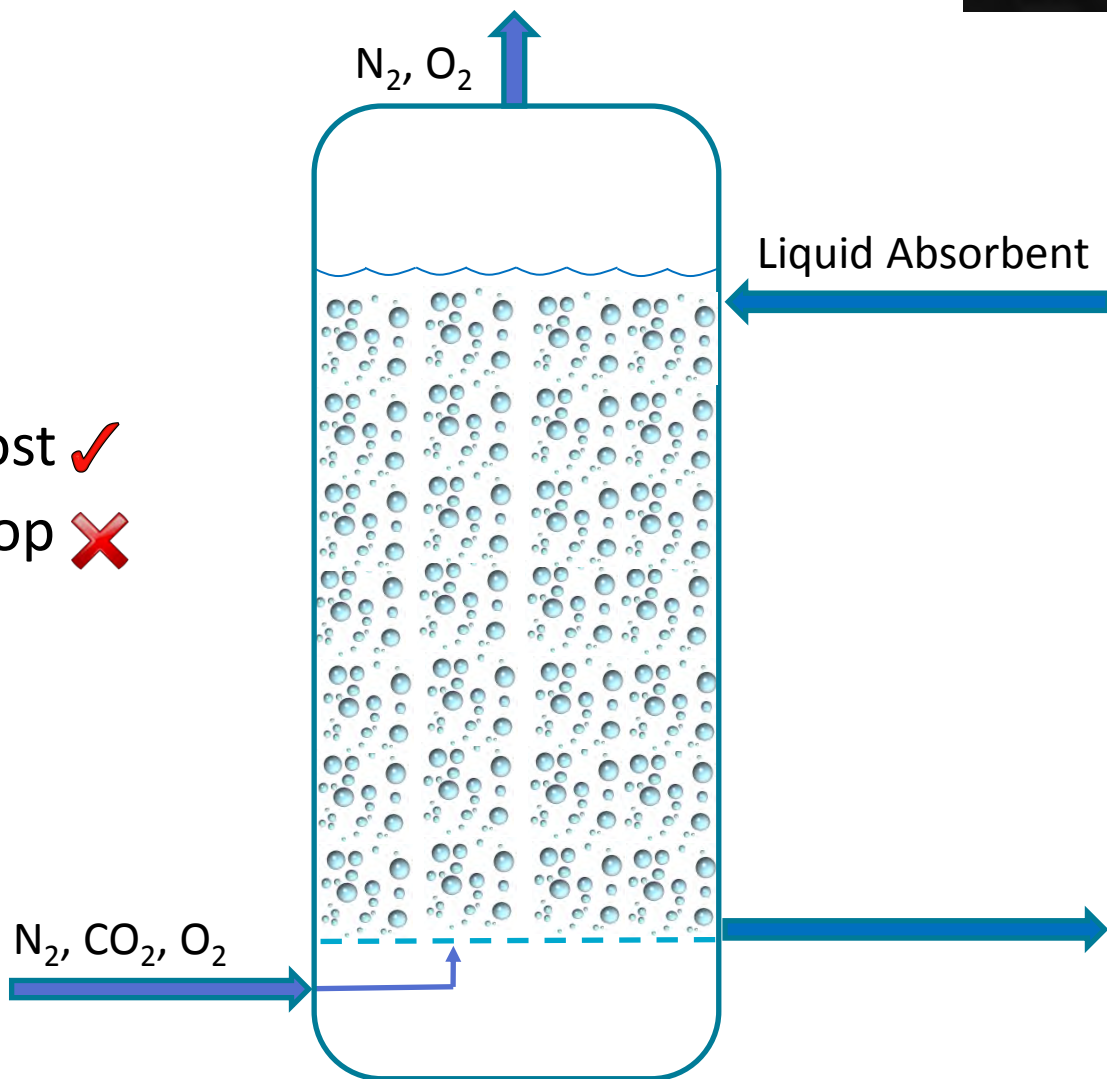 N₂, O₂
Liquid Absorbent
ost
op
N₂, CO₂, O₂